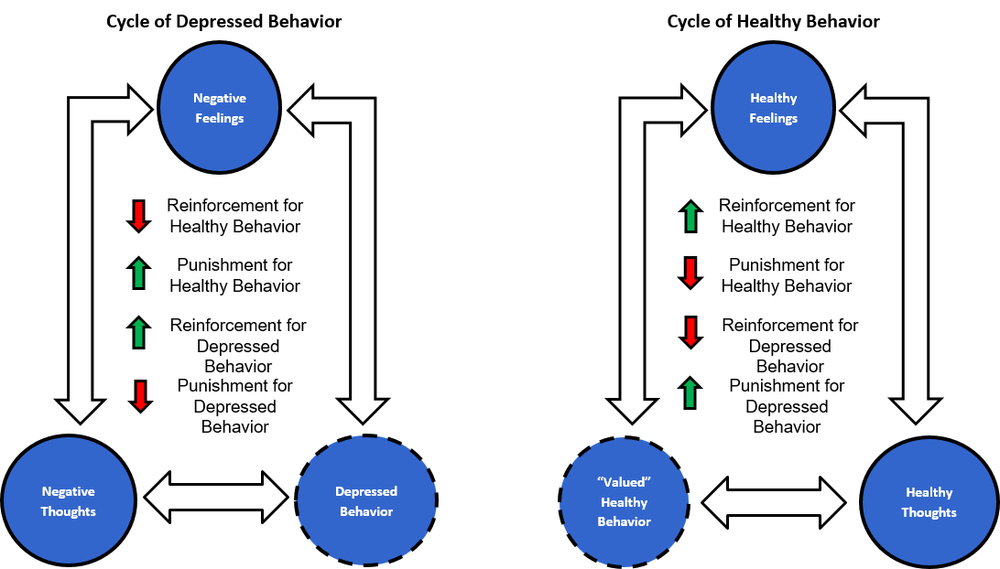 Cycle of Depressed Behavior
Negative
Feelings
Reinforcement for
Healthy Behavior
Punishment for
Healthy Behavior
Reinforcement for
Depressed
Behavior
Punishment for
Depressed
Behavior
Negative
Thoughts
Depressed
Behavior
Cycle of Healthy Behavior
Healthy
Feelings
Reinforcement for
Healthy Behavior
Punishment for
Healthy Behavior
Reinforcement for
Depressed
Behavior
Punishment for
Depressed
Behavior
“Valued”
Healthy
Behavior
Healthy
Thoughts